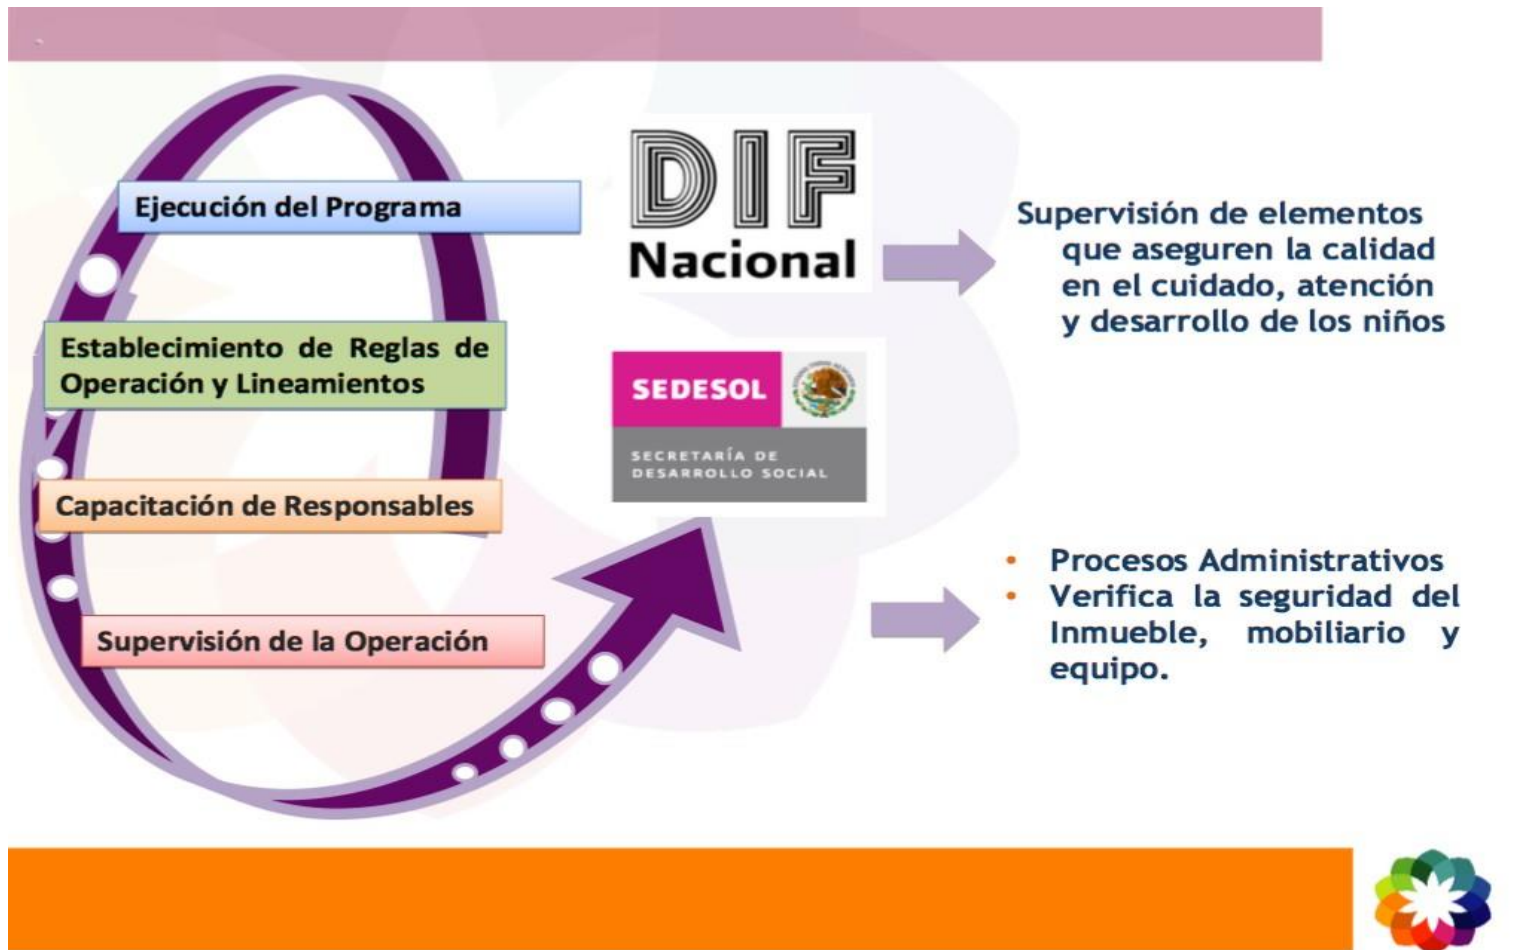 Ejecución del Programa
Establecimiento de Reglas de
Operación y Lineamientos
Capacitación de Responsables
Supervisión de la Operación
DIF
Nacional
SEDESOL
SECRETARÍA DE
DESARROLLO SOCIAL
Supervisión de elementos
que aseguren la calidad
en el cuidado, atención
y desarrollo de los niños
• Procesos Administrativos
• Verifica la seguridad del
Inmueble, mobiliario y
equipo.